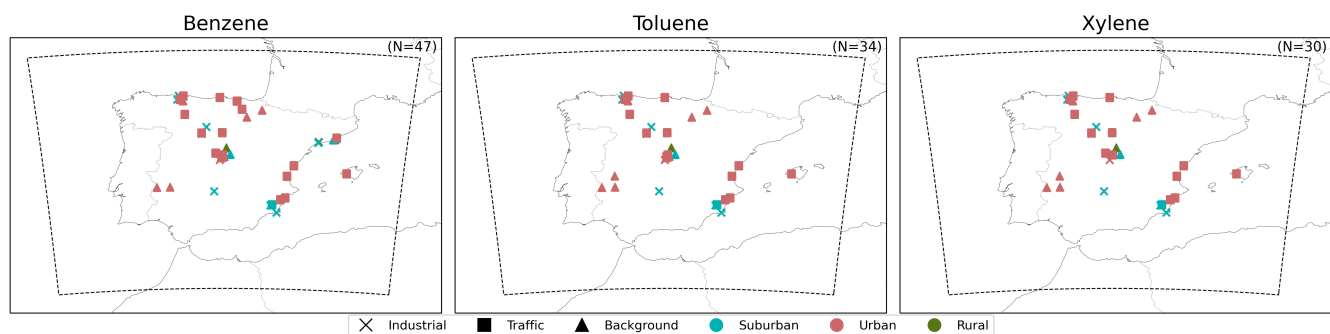 Benzene Toluene Xylene
(N=47) (N=34) (N=30)
Industrial Traffic Background Suburban Urban Rural